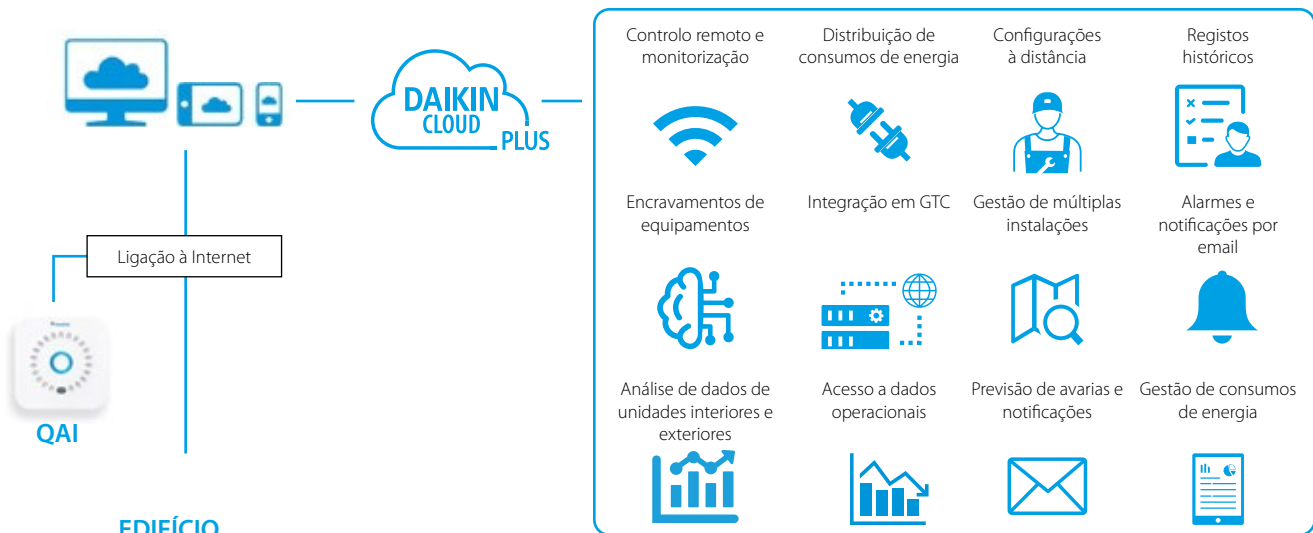 DAIKIN
CLOUD
PLUS
Ligação à Internet
QAI
EDIFÍCIO
Controlo remoto e
monitorização
Distribuição de
consumos de energia
Configurações
à distância
Registos
históricos
Encravamentos de
equipamentos
Integração em GTC
Gestão de múltiplas
instalações
Alarmes e
notificações por
email
Análise de dados de
unidades interiores e
exteriores
Acesso a dados
operacionais
Previsão de avarias e
notificações
Gestão de consumos
de energia